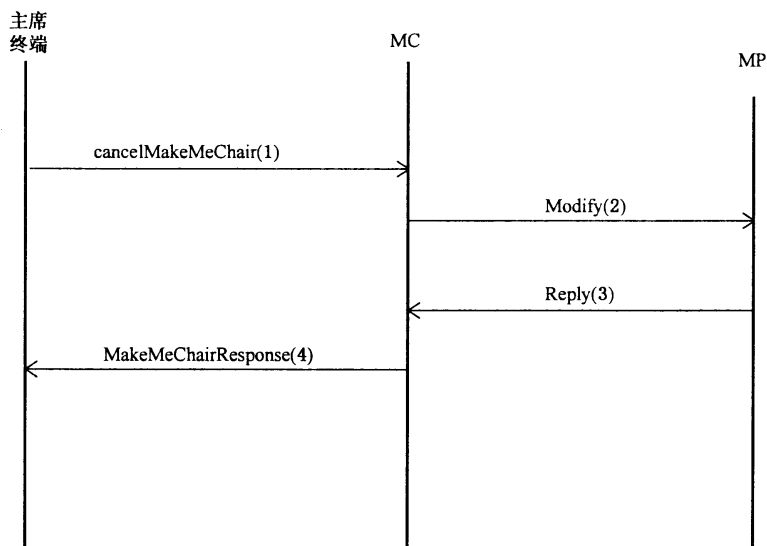 主席
终端
MC
MP
cancelMakeMeChair(1)
Modify(2)
Reply(3)
MakeMeChairResponse(4)